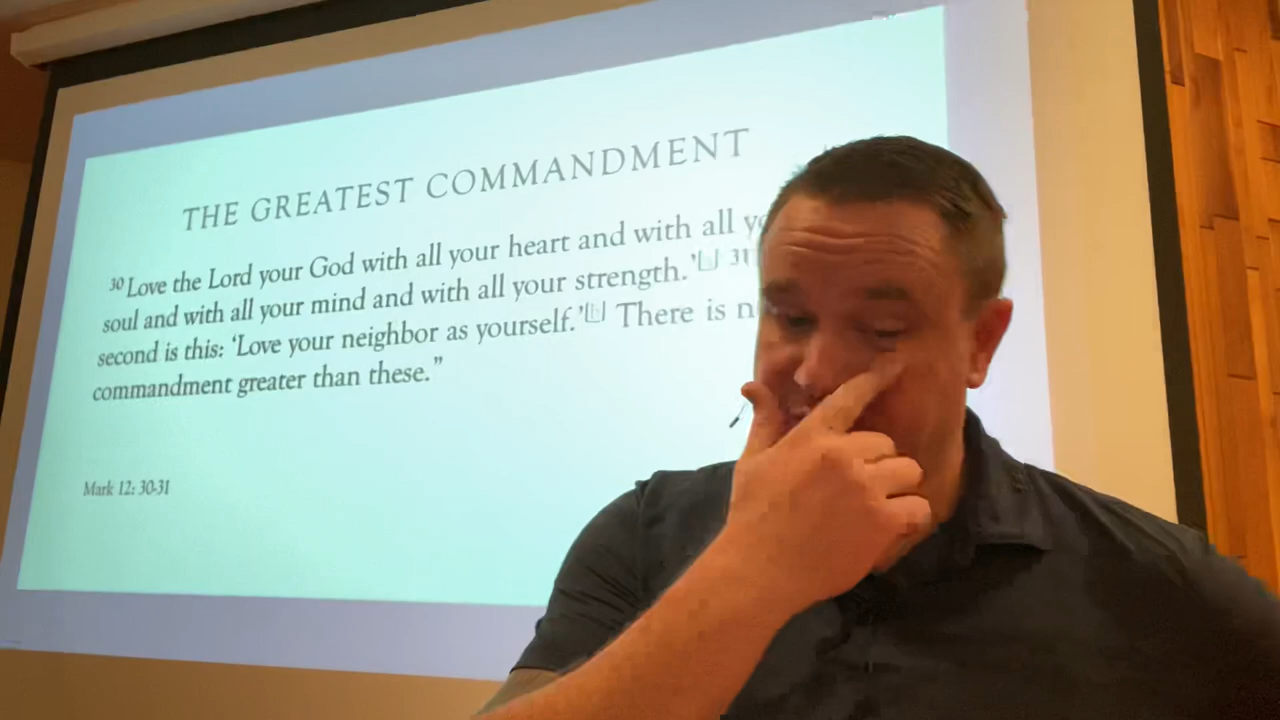 THE GREATEST COMMANDMENT
30 Love the Lord your God with all your heart and with all
soul and with all your mind and with all your strength.’[ ] 31
second is this: ‘Love your neighbor as yourself.’[b] There is
commandment greater than these.”
Mark 12: 30-31